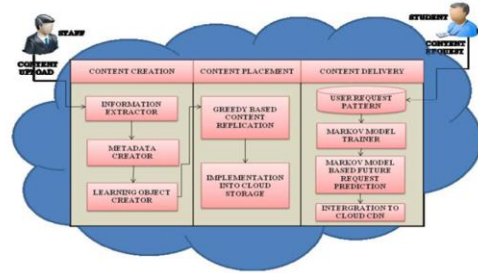 STAFF
STUDENT
CONTENT
UPLOAD
CONTENT
REQUEST
CONTENT CREATION
CONTENT PLACEMENT
CONTENT DELIVERY
INFORMATION
EXTRACTOR
METADATA
CREATOR
LEARNING OBJECT
CREATOR
GREEDY BASED
CONTENT
REPLICATION
IMPLEMENTATION
INTO CLOUD
STORAGE
USER REQUEST
PATTERN
MARKOV MODEL
TRAINER
MARKOV MODEL
BASED FUTURE
REQUEST
PREDICTION
INTERGRATION TO
CLOUD CDN